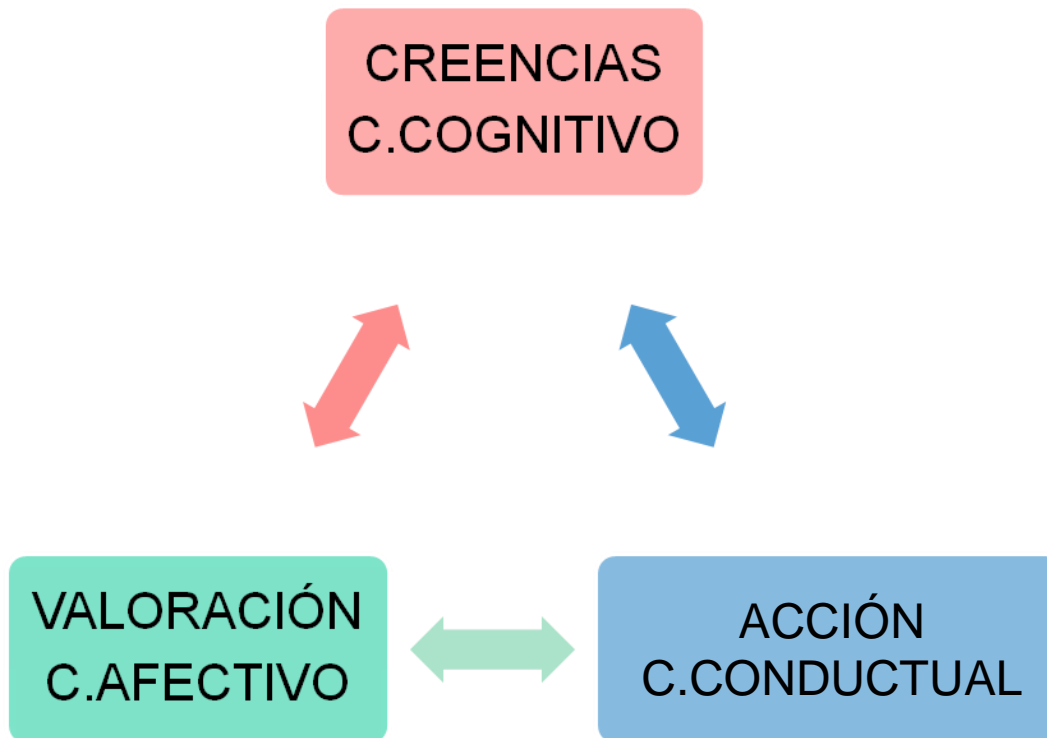 CREENCIAS
C.COGNITIVO
VALORACIÓN
C.AFECTIVO
ACCIÓN
C.CONDUCTUAL